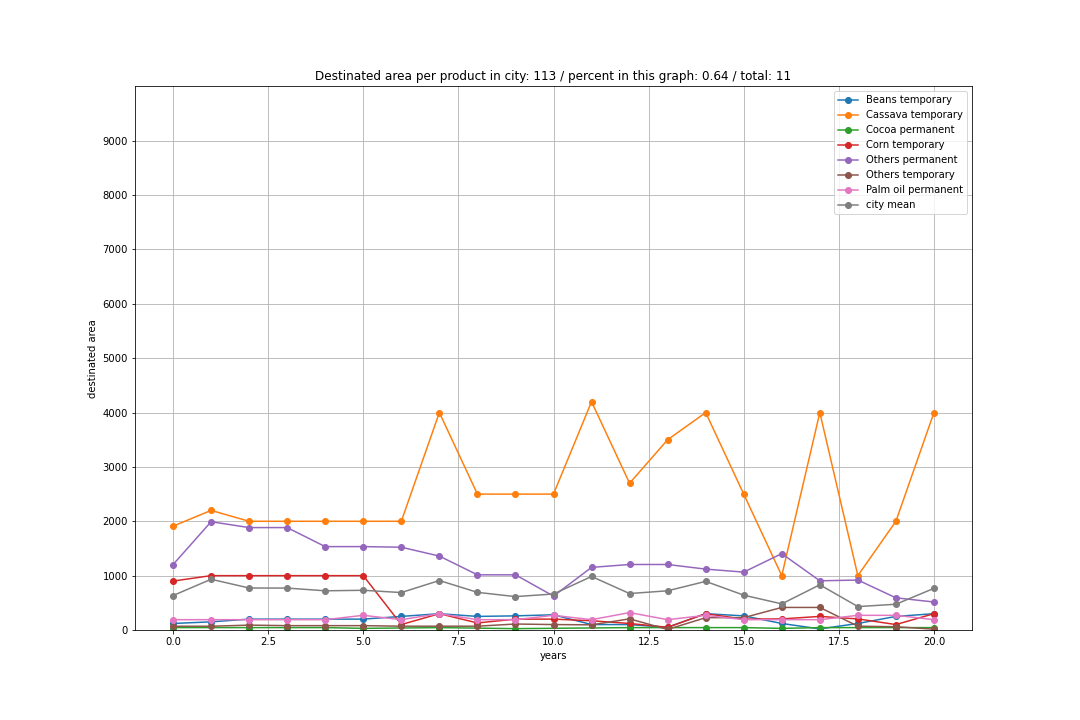 Destinated area per product in city: 113 / percent in this graph: 0.64 / total: 11
Beans temporary
Cassava temporary
Cocoa permanent
Corn temporary
Others permanent
Others temporary
Palm oil permanent
city mean
9000
8000
7000
6000
5000
4000
3000
2000
1000
0
destinated area
0.0 2.5 5.0 7.5 10.0 12.5 15.0 17.5 20.0
years